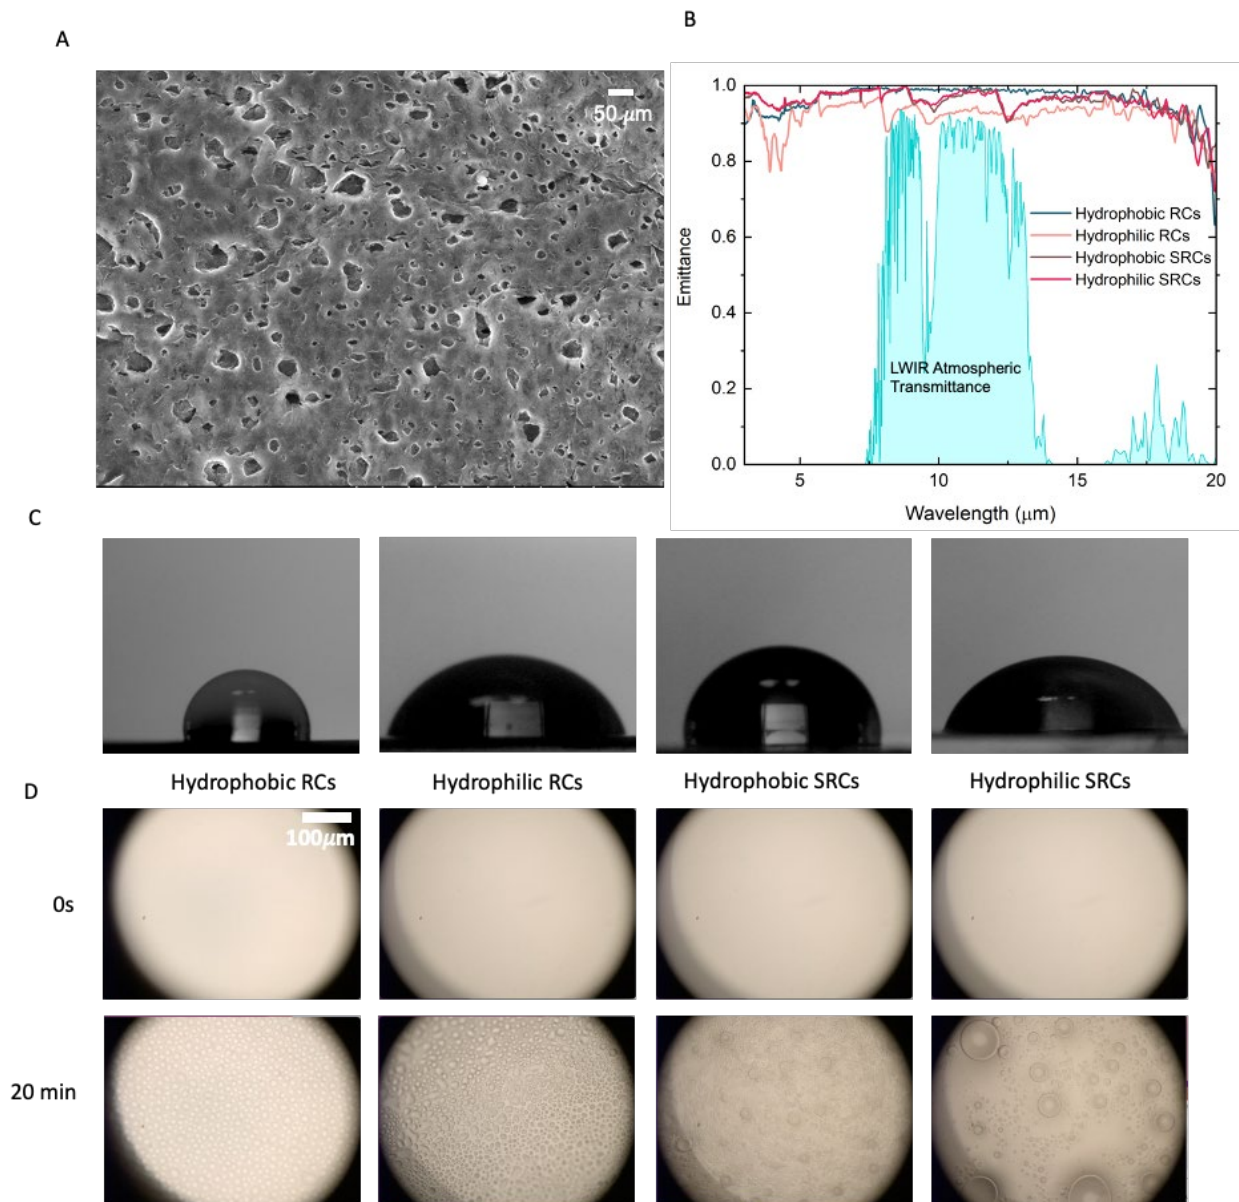 A
B
50 μm
1.0
0.8
0.6
0.4
0.2
0.0
Emittance
Hydrophobic RCs
Hydrophilic RCs
Hydrophobic SRCs
Hydrophilic SRCs
LWIR Atmospheric
Transmittance
5
10
15
20
Wavelength (μm)
C
Hydrophobic RCs
Hydrophilic RCs
Hydrophobic SRCs
Hydrophilic SRCs
D
100μm
0s
20 min